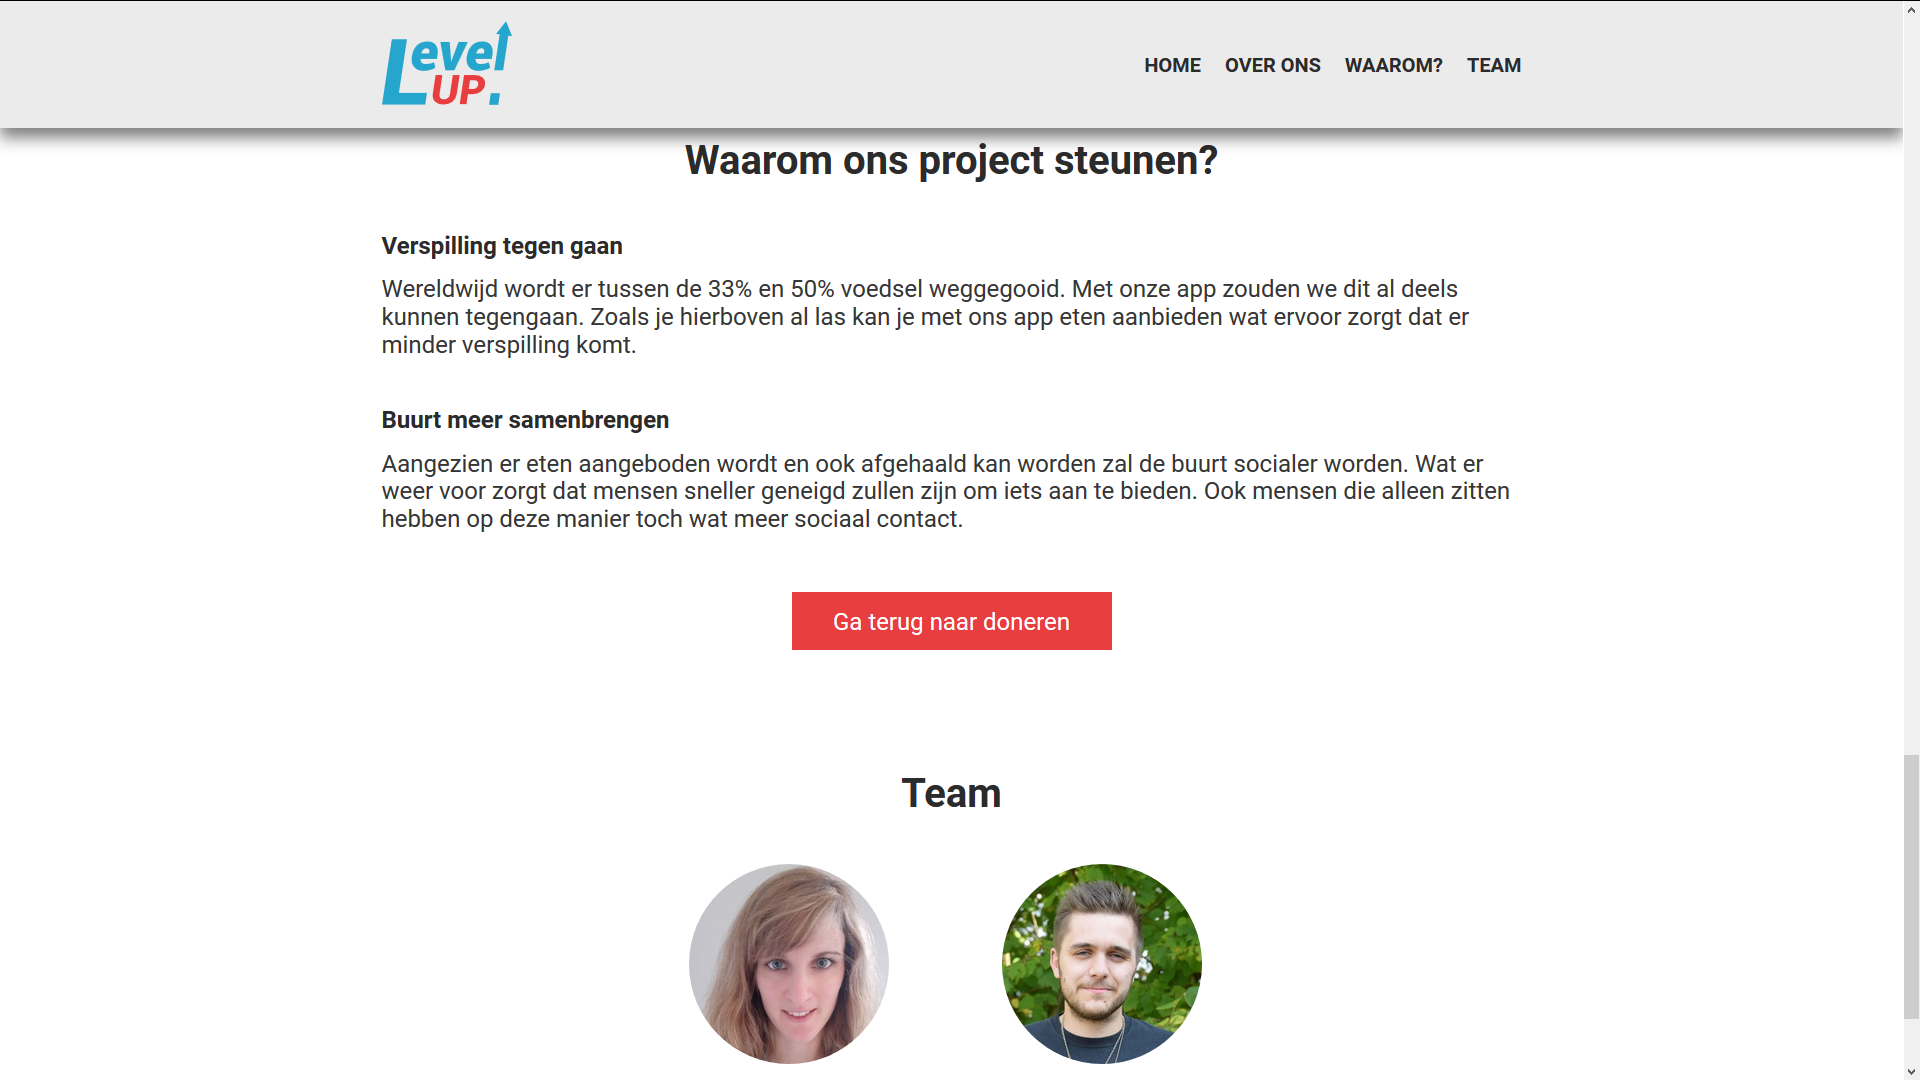 Level
UP.
HOME OVER ONS WAAROM? TEAM
Waarom ons project steunen?
Verspilling tegen gaan
Wereldwijd wordt er tussen de 33% en 50% voedsel weggegooid. Met onze app zouden we dit al deels
kunnen tegengaan. Zoals je hierboven al las kan je met ons app eten aanbieden wat ervoor zorgt dat er
minder verspilling komt.
Buurt meer samenbrengen
Aangezien er eten aangeboden wordt en ook afgehaald kan worden zal de buurt socialer worden. Wat er
weer voor zorgt dat mensen sneller geneigd zullen zijn om iets aan te bieden. Ook mensen die alleen zitten
hebben op deze manier toch wat meer sociaal contact.
Ga terug naar doneren
Team